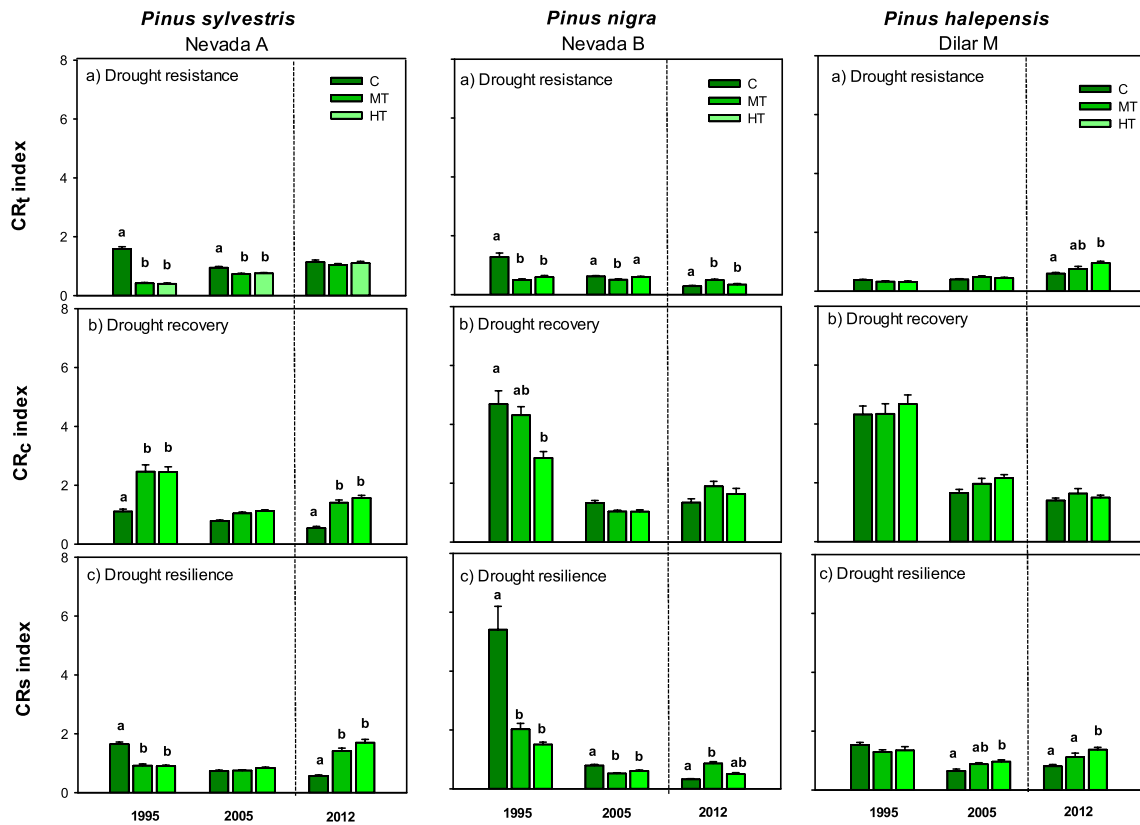 Pinus sylvestris
Nevada A
Pinus nigra
Nevada B
Pinus halepensis
Dilar M
CRt index
8
6
4
2
0
a) Drought resistance
C
MT
HT
a
b
b
a
b
b
a) Drought resistance
C
MT
HT
a
b
b
a
b
a
a
b
b
a) Drought resistance
C
MT
HT
a
ab
b
CRc index
8
6
4
2
0
b) Drought recovery
a
b
b
a
b
b
b) Drought recovery
a
ab
b
b) Drought recovery
CRs index
8
6
4
2
0
c) Drought resilience
a
b
b
a
b
b
c) Drought resilience
a
b
b
a
b
b
a
b
ab
c) Drought resilience
a
ab
b
a
a
b
1995
2005
2012
1995
2005
2012
1995
2005
2012